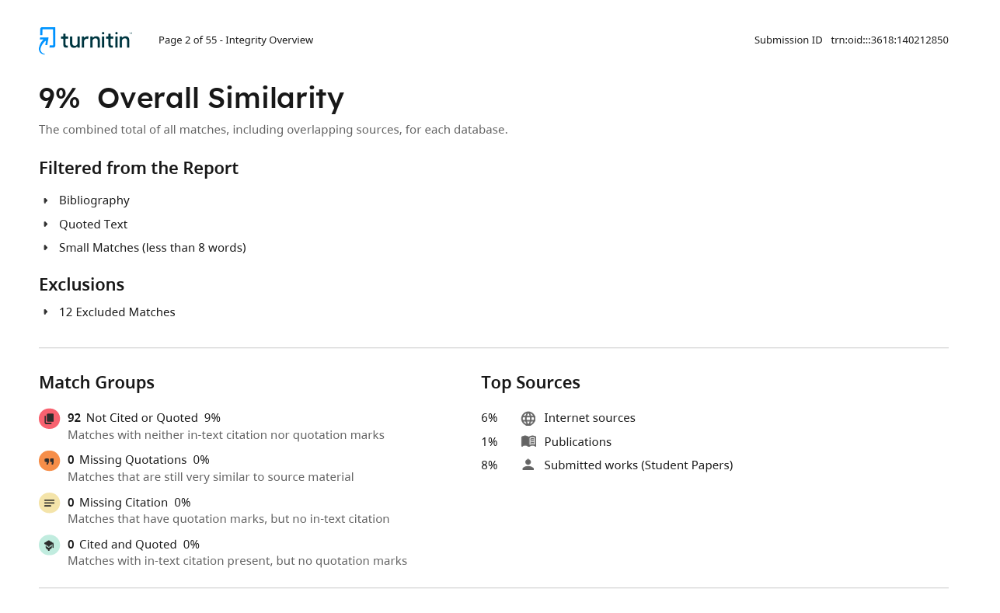 turnitin Page 2 of 55 - Integrity Overview Submission ID trn:oid:::3618:140212850
9% Overall Similarity
The combined total of all matches, including overlapping sources, for each database.
Filtered from the Report
Bibliography
Quoted Text
Small Matches (less than 8 words)
Exclusions
12 Excluded Matches
Match Groups
92 Not Cited or Quoted 9%
Matches with neither in-text citation nor quotation marks
0 Missing Quotations 0%
Matches that are still very similar to source material
0 Missing Citation 0%
Matches that have quotation marks, but no in-text citation
0 Cited and Quoted 0%
Matches with in-text citation present, but no quotation marks
Top Sources
6% Internet sources
1% Publications
8% Submitted works (Student Papers)